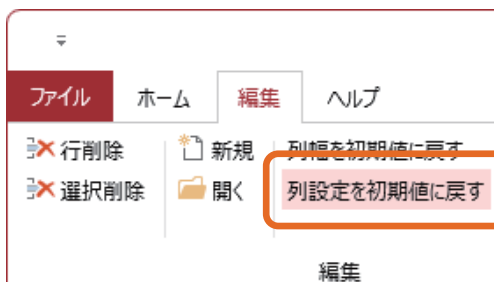 ファイル ホーム 編集 ヘルプ
行削除 新規 列幅を初期値に戻す
選択削除 開く 列設定を初期値に戻す
編集